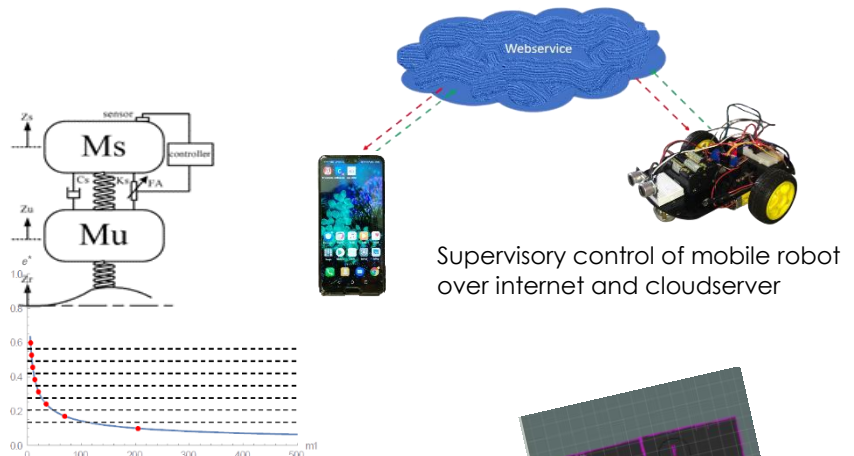 Webservice
Zs
sensor
Ms
controller
Cs
Ks
FA
Zu
Mu
e*
1.0
Zr
0.8
0.6
0.4
0.2
0.0
0 100 200 300 400 500 m1
Supervisory control of mobile robot
over internet and cloudserver